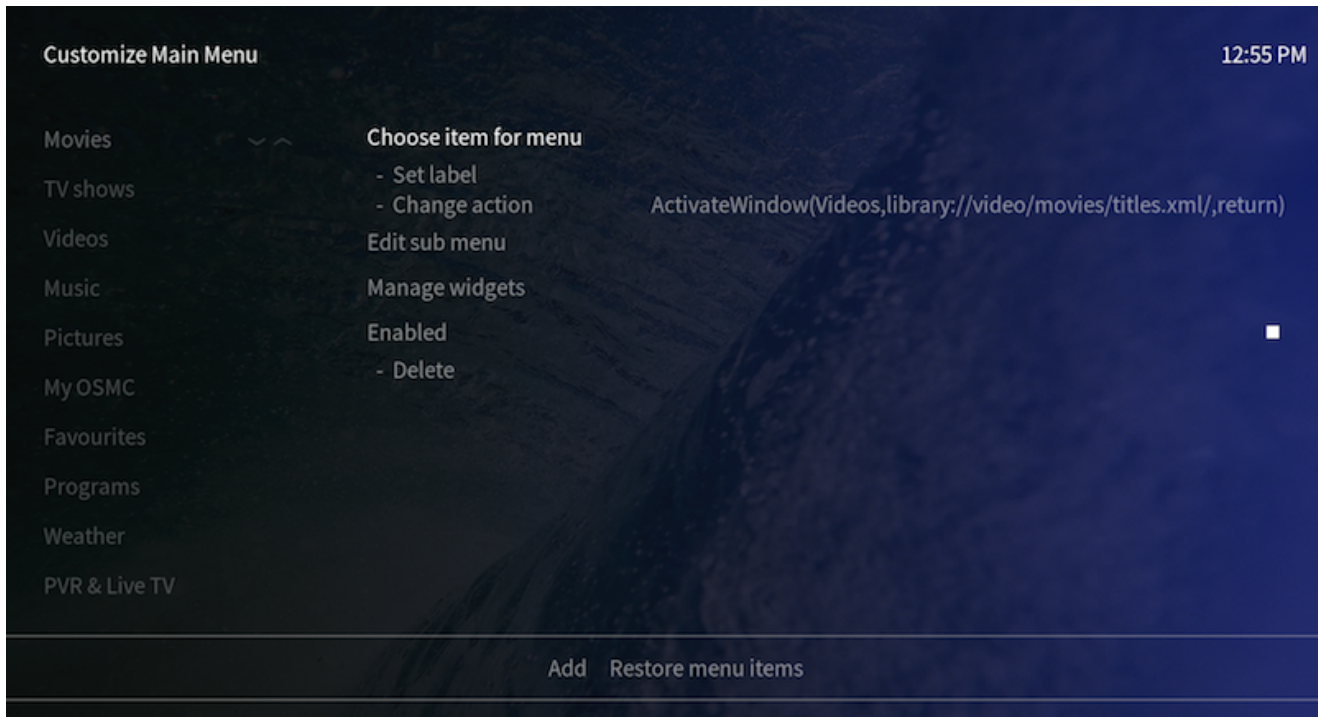 Customize Main Menu
12:55 PM
Movies
TV shows
Videos
Music
Pictures
My OSMC
Favourites
Programs
Weather
PVR & Live TV
Choose item for menu
- Set label
- Change action ActivateWindow(Videos,library://video/movies/titles.xml/,return)
Edit sub menu
Manage widgets
Enabled
- Delete
Add Restore menu items